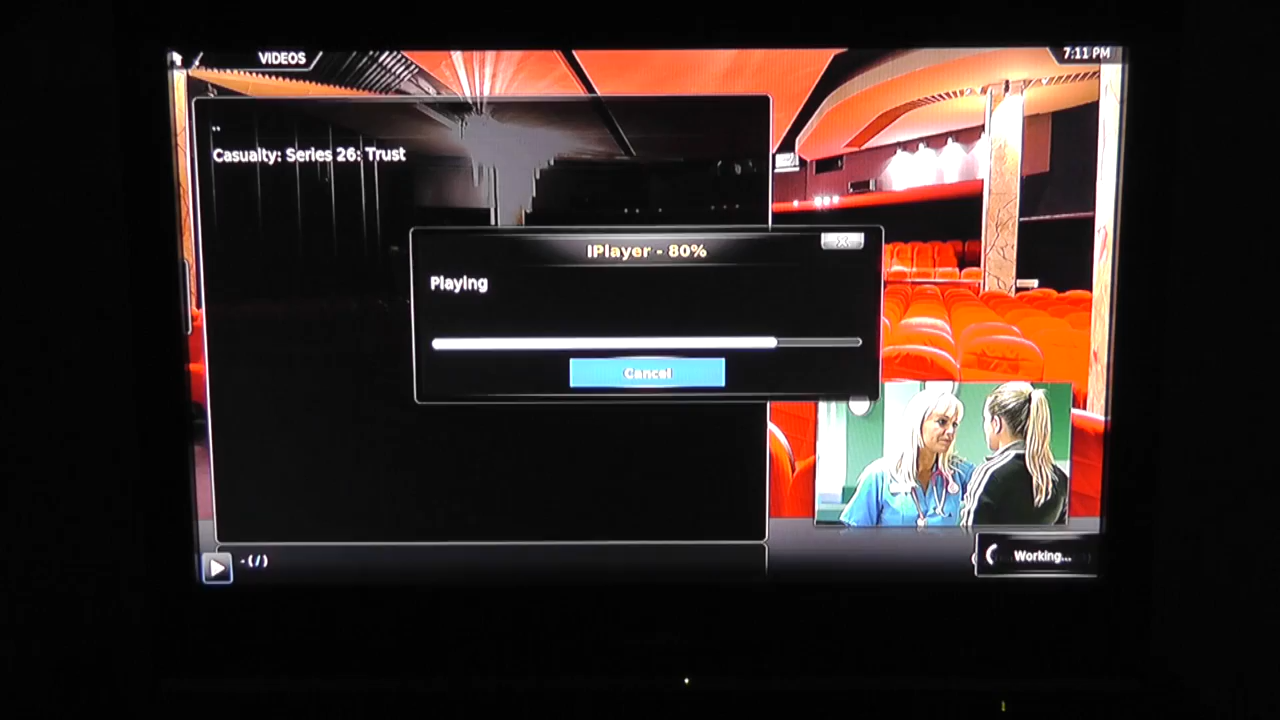 VIDEOS
7:11 PM
..
Casualty: Series 26: Trust
IPlayer - 80%
Playing
Cancel
- ( / )
Working...